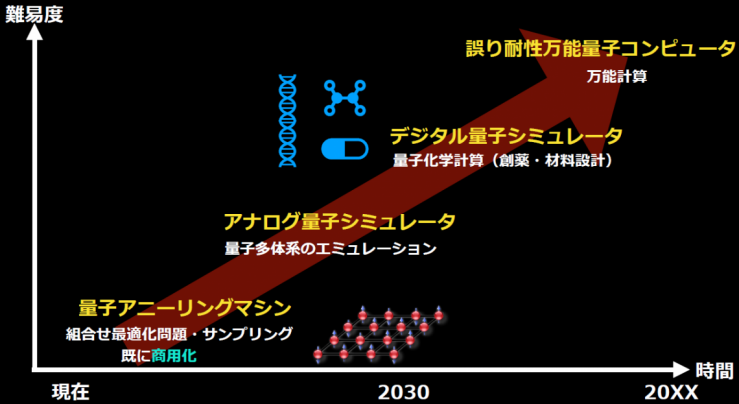 難易度
誤り耐性万能量子コンピュータ
万能計算
デジタル量子シミュレータ
量子化学計算（創薬・材料設計）
アナログ量子シミュレータ
量子多体系のエミュレーション
量子アニーリングマシン
組合せ最適化問題・サンプリング
既に商用化
時間
現在
2030
20XX